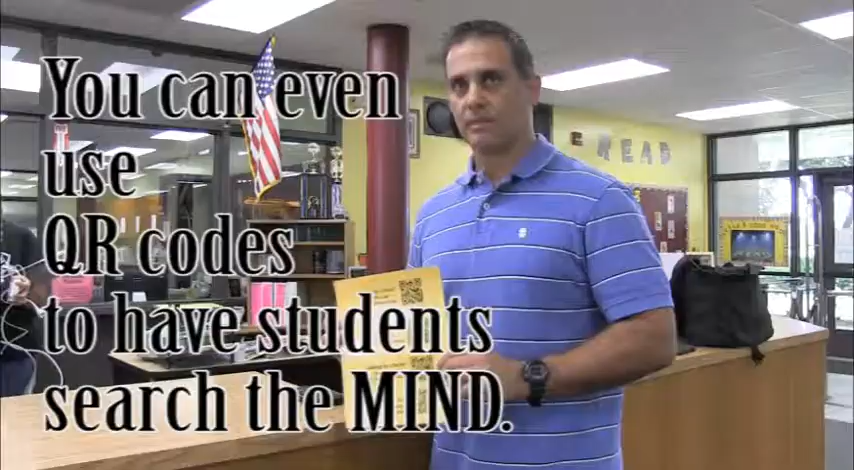 You can even
use
QR codes
to have students
search the MIND.
READ